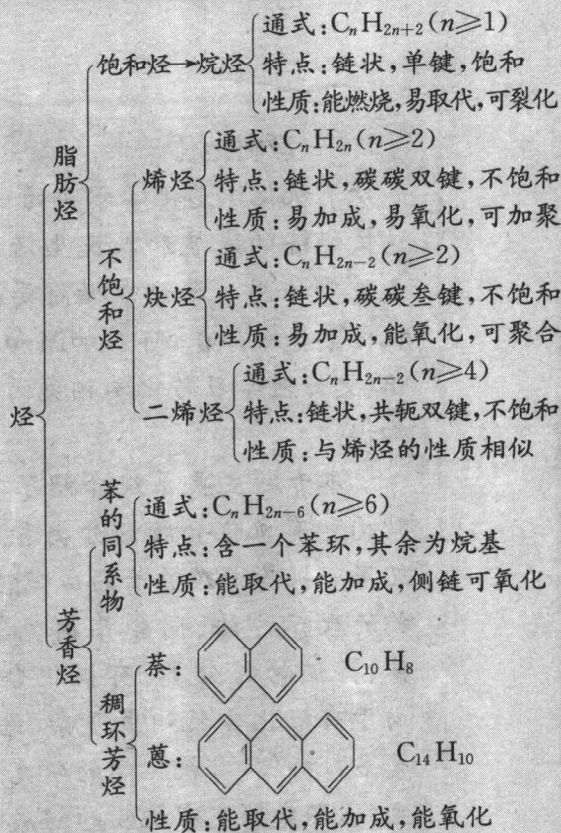 烃
脂肪烃
饱和烃→烷烃
通式:CₙH₂ₙ₊₂(n≥1)
特点:链状,单键,饱和
性质:能燃烧,易取代,可裂化
不饱和烃
烯烃
通式:CₙH₂ₙ(n≥2)
特点:链状,碳碳双键,不饱和
性质:易加成,易氧化,可加聚
炔烃
通式:CₙH₂ₙ₋₂(n≥2)
特点:链状,碳碳叁键,不饱和
性质:易加成,能氧化,可聚合
二烯烃
通式:CₙH₂ₙ₋₂(n≥4)
特点:链状,共轭双键,不饱和
性质:与烯烃的性质相似
芳香烃
苯的同系物
通式:CₙH₂ₙ₋₆(n≥6)
特点:含一个苯环,其余为烷基
性质:能取代,能加成,侧链可氧化
稠环芳烃
萘: C₁₀H₈
蒽: C₁₄H₁₀
性质:能取代,能加成,能氧化